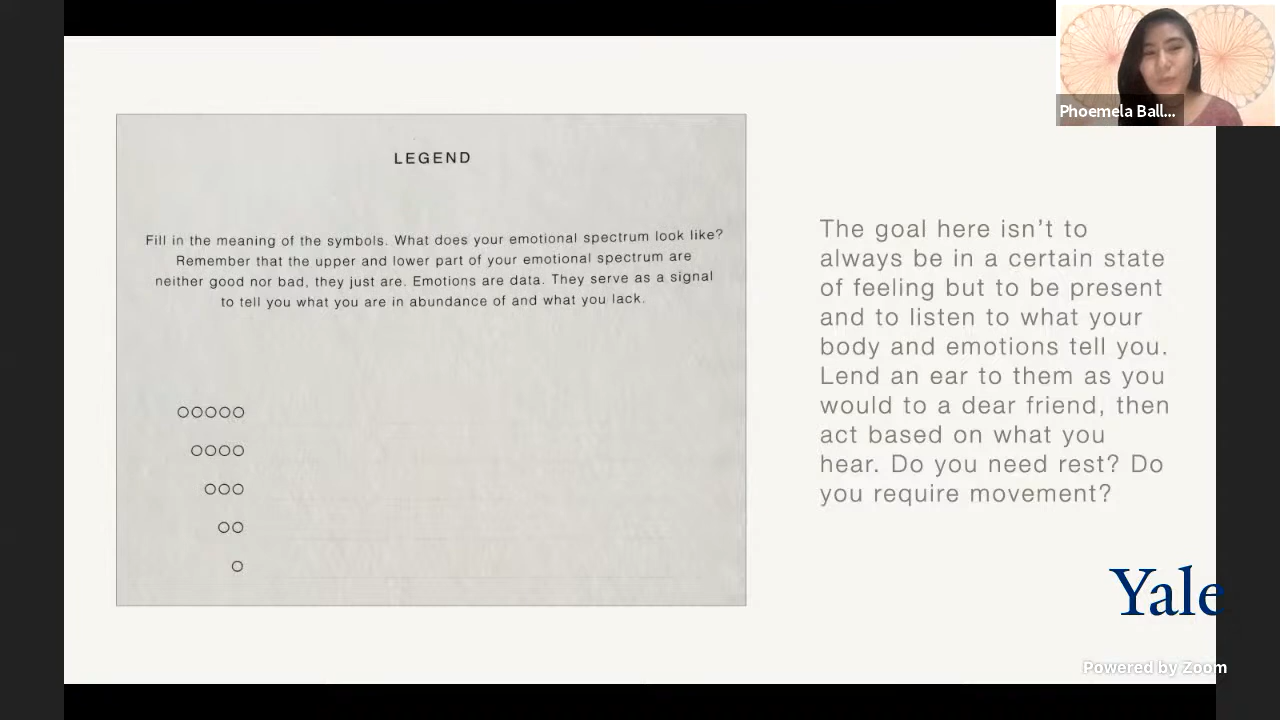 Phoemela Ball...
LEGEND
Fill in the meaning of the symbols. What does your emotional spectrum look like?
Remember that the upper and lower part of your emotional spectrum are
neither good nor bad, they just are. Emotions are data. They serve as a signal
to tell you what you are in abundance of and what you lack.
The goal here isn't to
always be in a certain state
of feeling but to be present
and to listen to what your
body and emotions tell you.
Lend an ear to them as you
would to a dear friend, then
act based on what you
hear. Do you need rest? Do
you require movement?
Yale
Powered by Zoom